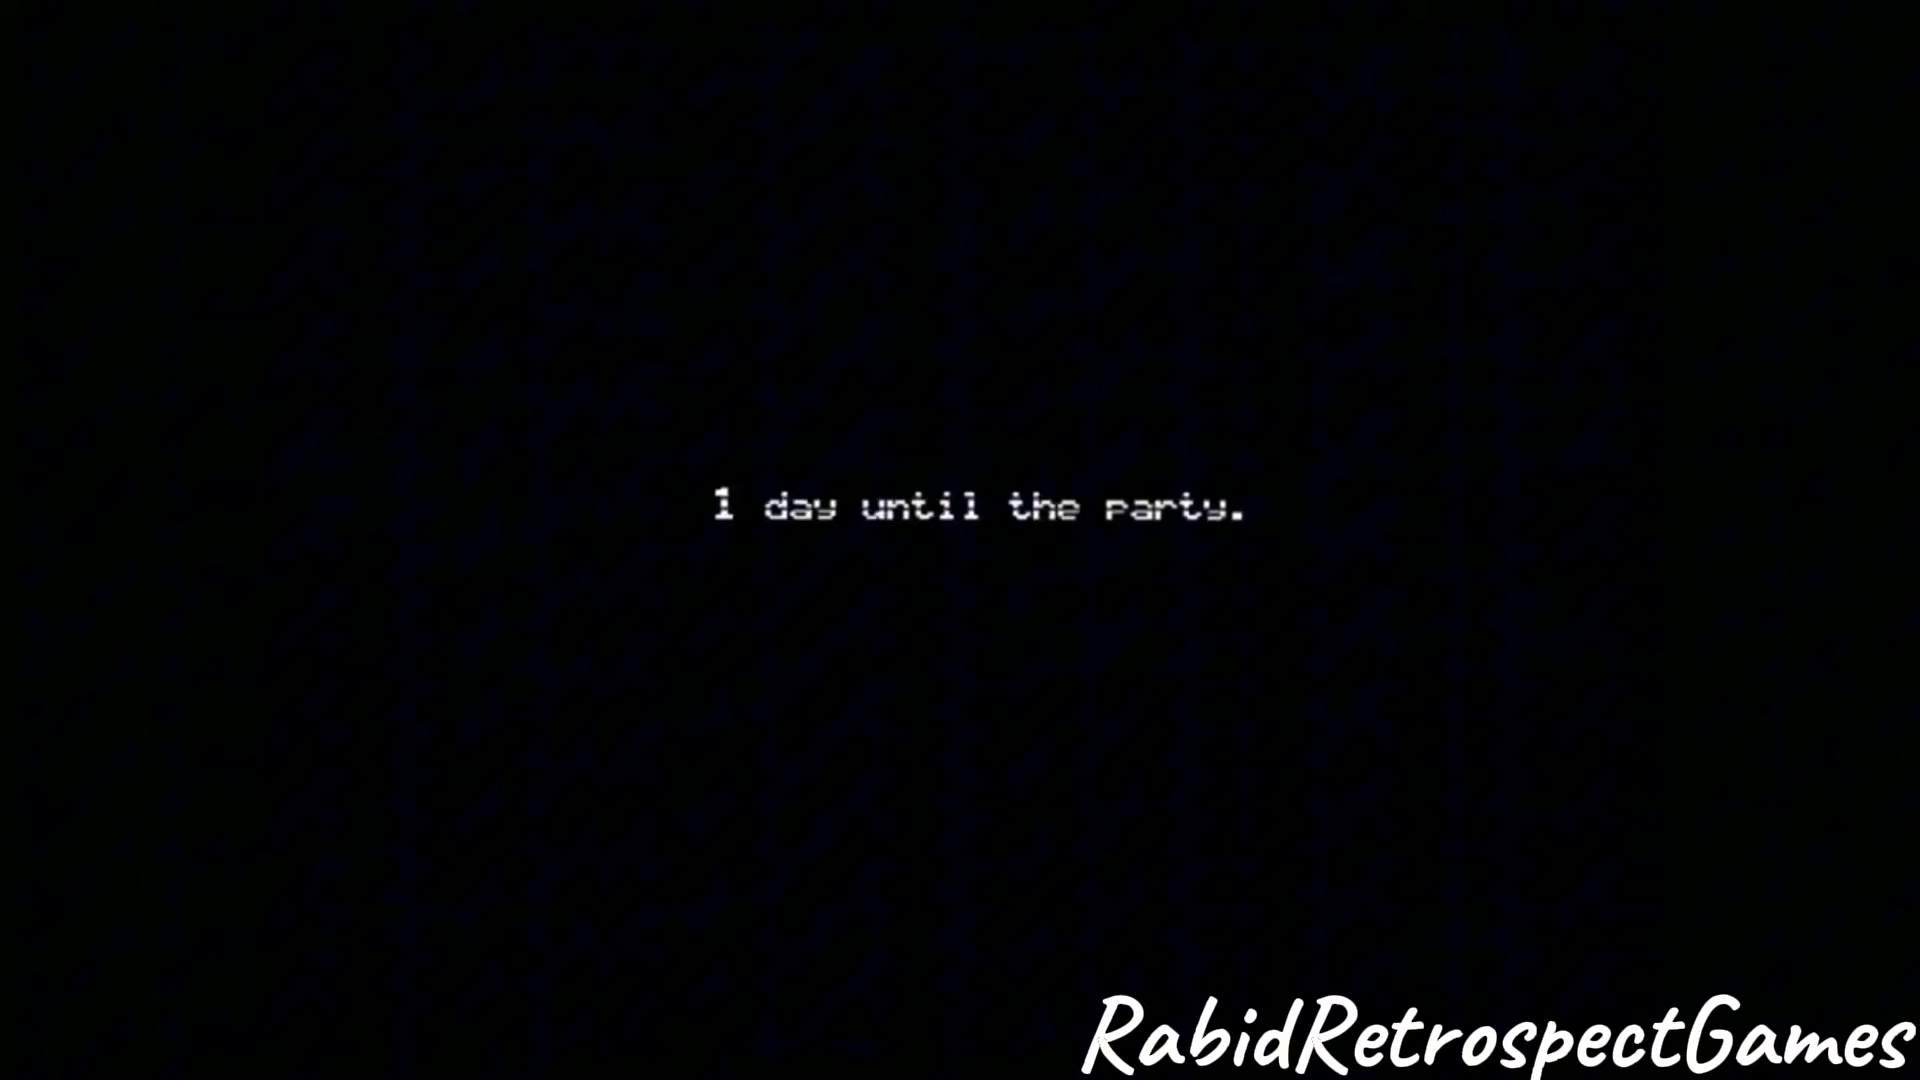 1 day until the party.
RabidRetrospectGames